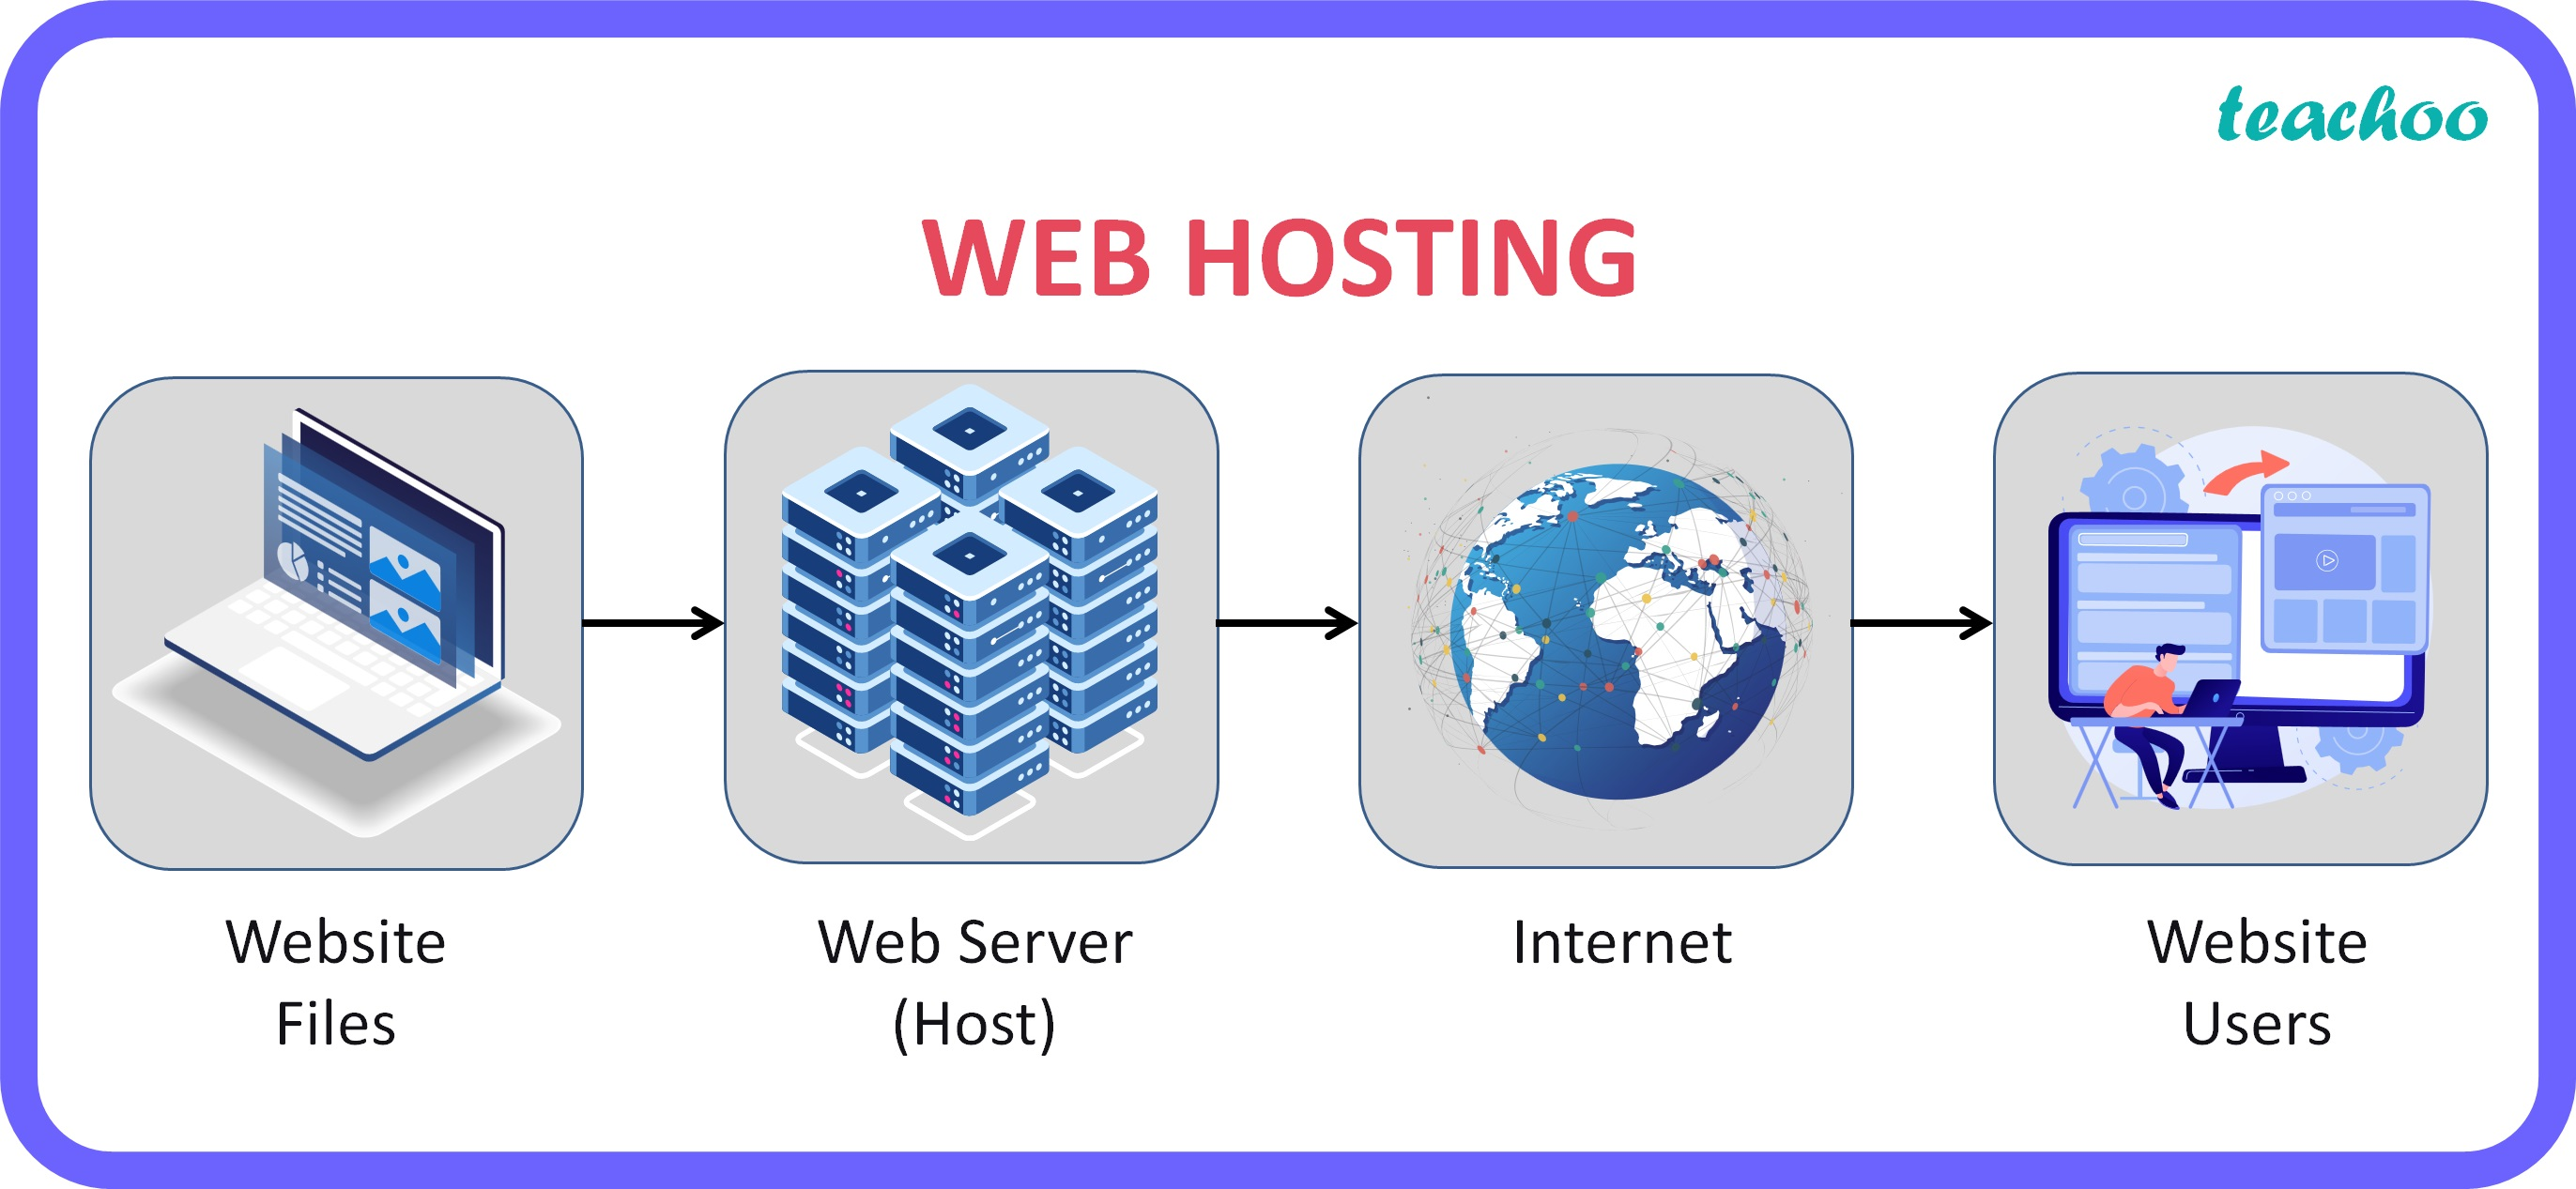 teachoo
WEB HOSTING
Website
Files
Web Server
(Host)
Internet
Website
Users